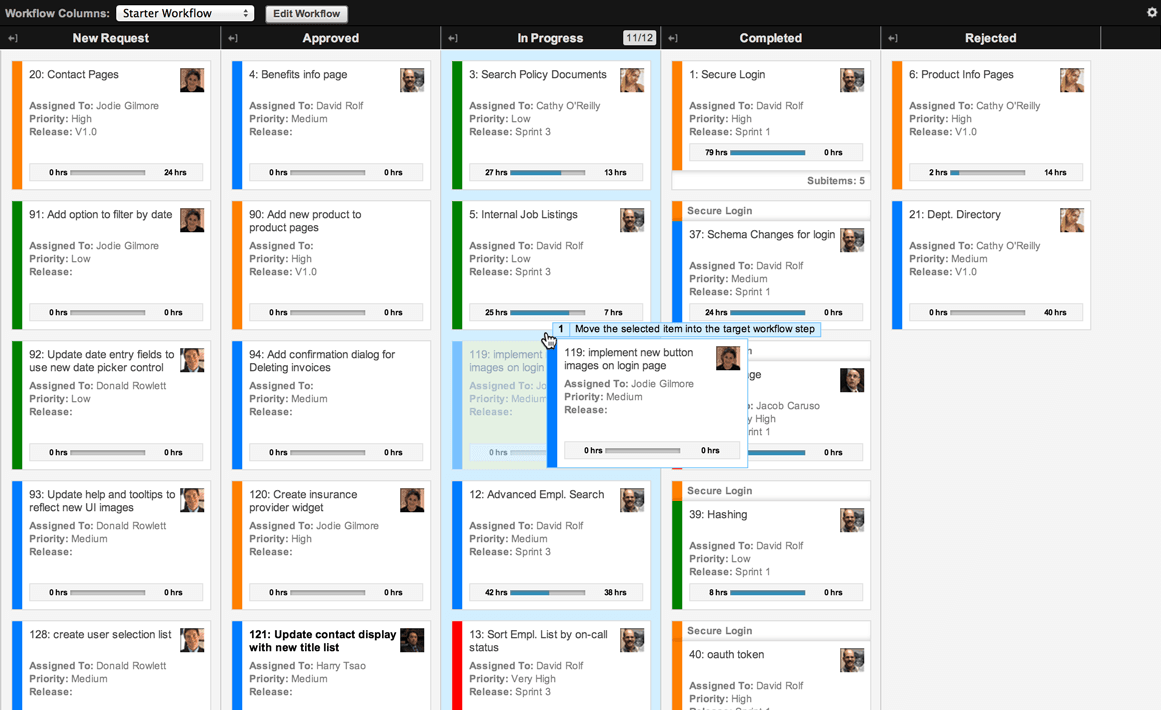 Workflow Columns: Starter Workflow Edit Workflow
New Request
Approved
In Progress 11/12
Completed
Rejected
20: Contact Pages
Assigned To: Jodie Gilmore
Priority: High
Release: V1.0
0 hrs 24 hrs
91: Add option to filter by date
Assigned To: Jodie Gilmore
Priority: Low
Release:
0 hrs 0 hrs
92: Update date entry fields to
use new date picker control
Assigned To: Donald Rowlett
Priority: Low
Release:
0 hrs 0 hrs
93: Update help and tooltips to
reflect new UI images
Assigned To: Donald Rowlett
Priority: Medium
Release:
0 hrs 0 hrs
128: create user selection list
Assigned To: Donald Rowlett
Priority: Medium
Release:
4: Benefits info page
Assigned To: David Rolf
Priority: Medium
Release:
0 hrs 0 hrs
90: Add new product to
product pages
Assigned To:
Priority: High
Release: V1.0
0 hrs 0 hrs
94: Add confirmation dialog for
Deleting invoices
Assigned To:
Priority: Medium
Release:
0 hrs 0 hrs
120: Create insurance
provider widget
Assigned To: Jodie Gilmore
Priority: High
Release:
0 hrs 0 hrs
121: Update contact display
with new title list
Assigned To: Harry Tsao
Priority: Medium
Release:
3: Search Policy Documents
Assigned To: Cathy O'Reilly
Priority: Low
Release: Sprint 3
27 hrs 13 hrs
5: Internal Job Listings
Assigned To: David Rolf
Priority: Low
Release: Sprint 3
25 hrs 7 hrs
1 Move the selected item into the target workflow step
119: implement
images on login
Assigned To: Jo
Priority: Medium
Release:
0 hrs
119: implement new button
images on login page
Assigned To: Jodie Gilmore
Priority: Medium
Release:
0 hrs 0 hrs
12: Advanced Empl. Search
Assigned To: David Rolf
Priority: Medium
Release: Sprint 3
42 hrs 38 hrs
13: Sort Empl. List by on-call
status
Assigned To: David Rolf
Priority: Very High
Release: Sprint 3
1: Secure Login
Assigned To: David Rolf
Priority: High
Release: Sprint 1
79 hrs 0 hrs
Subitems: 5
Secure Login
37: Schema Changes for login
Assigned To: David Rolf
Priority: Medium
Release: Sprint 1
24 hrs 0 hrs
Jacob Caruso
High
0 hrs
Secure Login
39: Hashing
Assigned To: David Rolf
Priority: Low
Release: Sprint 1
8 hrs 0 hrs
Secure Login
40: oauth token
Assigned To: David Rolf
Priority: High
6: Product Info Pages
Assigned To: Cathy O'Reilly
Priority: High
Release: V1.0
2 hrs 14 hrs
21: Dept. Directory
Assigned To: Cathy O'Reilly
Priority: Medium
Release: V1.0
0 hrs 40 hrs